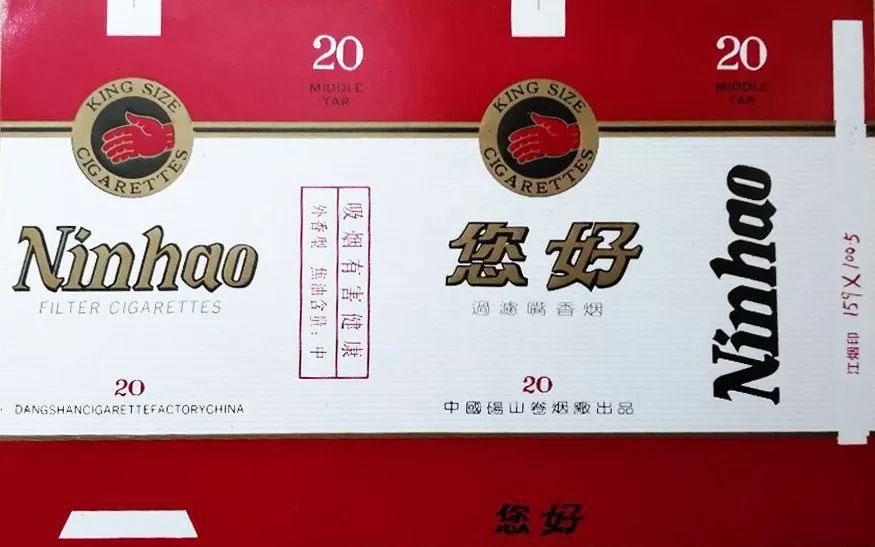 20
MIDDLE
TAR
KING SIZE
CIGARETTES
Ninhao
FILTER CIGARETTES
20
DANGSHANCIGARETTEFACTORYCHINA
吸烟有害健康
外香型 焦油含量:中
20
MIDDLE
TAR
KING SIZE
CIGARETTES
您好
過濾嘴香烟
20
中國碭山卷烟廠出品
Ninhao
159X100.5
江烟印
您好